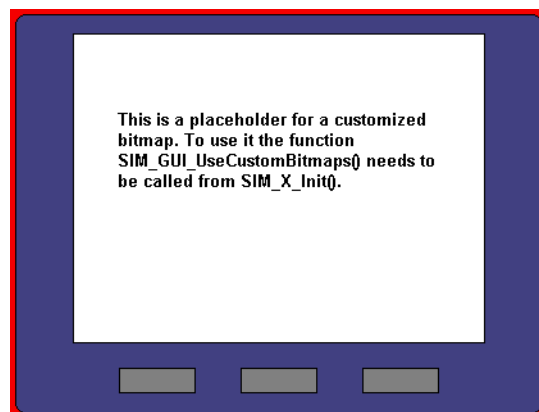 This is a placeholder for a customized
bitmap. To use it the function
SIM_GUI_UseCustomBitmaps() needs to
be called from SIM_X_Init().